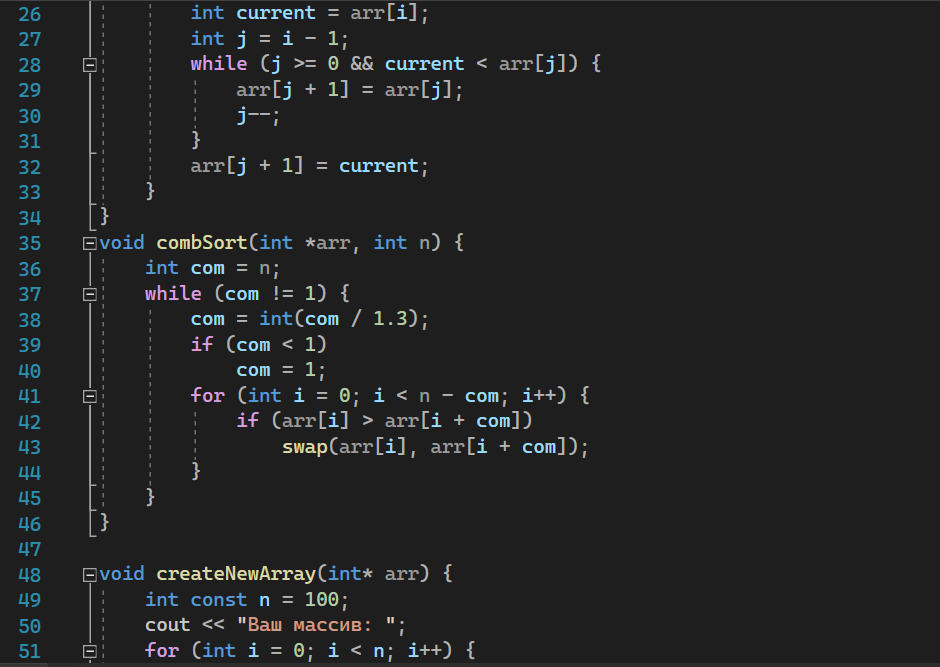 26 int current = arr[i];
27 int j = i - 1;
28 while (j >= 0 && current < arr[j]) {
29 arr[j + 1] = arr[j];
30 j--;
31 }
32 arr[j + 1] = current;
33 }
34 }
35 void combSort(int *arr, int n) {
36 int com = n;
37 while (com != 1) {
38 com = int(com / 1.3);
39 if (com < 1)
40 com = 1;
41 for (int i = 0; i < n - com; i++) {
42 if (arr[i] > arr[i + com])
43 swap(arr[i], arr[i + com]);
44 }
45 }
46 }
47
48 void createNewArray(int* arr) {
49 int const n = 100;
50 cout << "Ваш массив: ";
51 for (int i = 0; i < n; i++) {